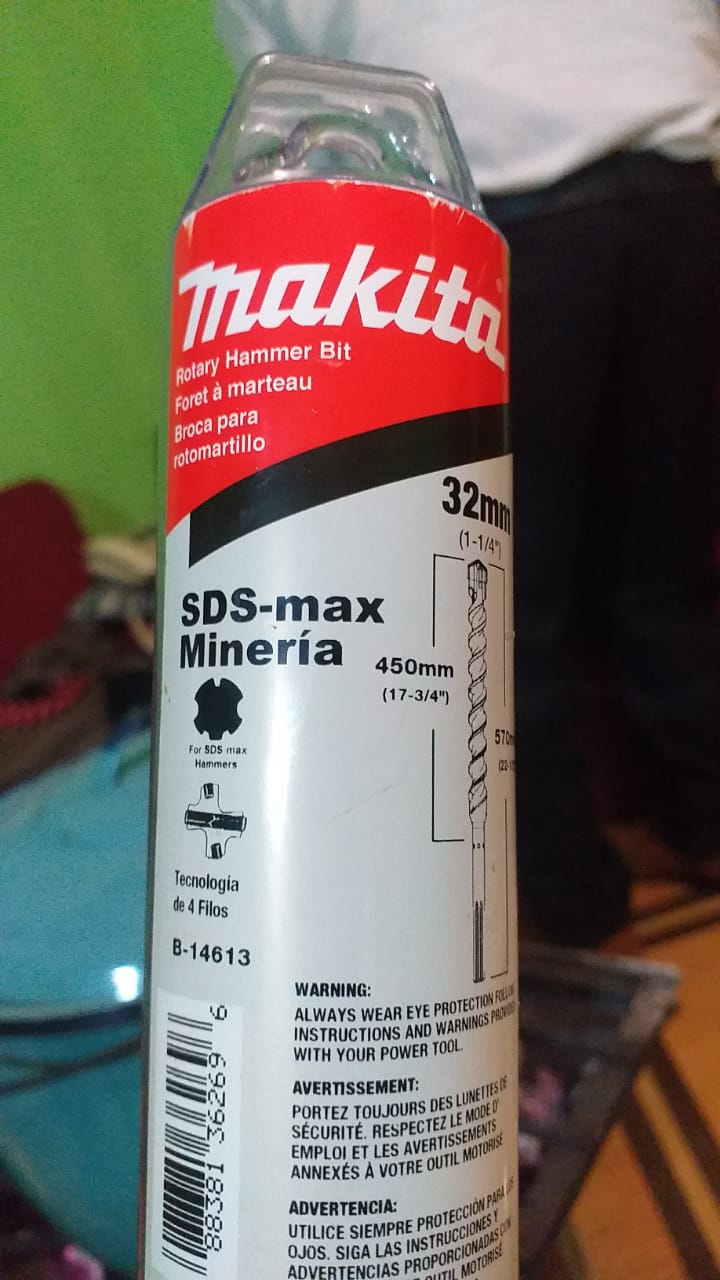 makita
Rotary Hammer Bit
Foret à marteau
Broca para
rotomartillo
32mm
(1-1/4")
SDS-max
Minería
450mm
(17-3/4")
For SDS max
Hammers
Tecnología
de 4 Filos
B-14613
WARNING:
ALWAYS WEAR EYE PROTECTION
INSTRUCTIONS AND WARNINGS
WITH YOUR POWER TOOL.
AVERTISSEMENT:
PORTEZ TOUJOURS DES LUNETTES DE
SÉCURITÉ. RESPECTEZ LE MODE D'
EMPLOI ET LES AVERTISSEMENTS
ANNEXÉS À VOTRE OUTIL MOTORISÉ
ADVERTENCIA:
UTILICE SIEMPRE PROTECCIÓN PARA
OJOS. SIGA LAS INSTRUCCIONES Y
ADVERTENCIAS PROPORCIONADAS
88381 36269 6